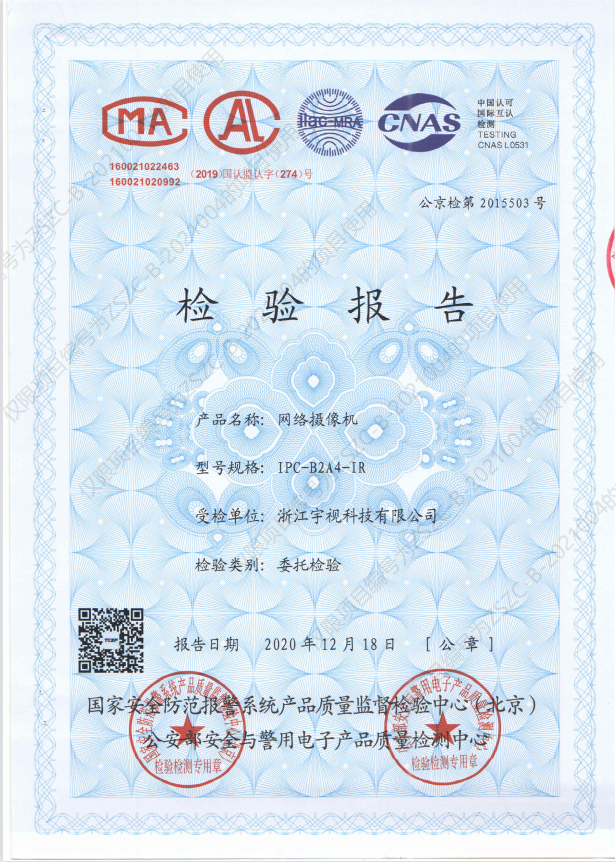 MA
AL
ilac-MRA
CNAS
中国认可
国际互认
检测
TESTING
CNAS L0531
160021022463
160021020992
(2019)国认监认字(274)号
公京检第 2015503 号
检 验 报 告
产品名称: 网络摄像机
型号规格: IPC-B2A4-IR
受检单位: 浙江宇视科技有限公司
检验类别: 委托检验
报告日期 2020 年 12 月 18 日 [ 公 章 ]
国家安全防范报警系统产品质量监督检验中心(北京)
公安部安全与警用电子产品质量检测中心
检验检测专用章
检验检测专用章
仅限项目编号为ZSZC-B-2021004的项目使用